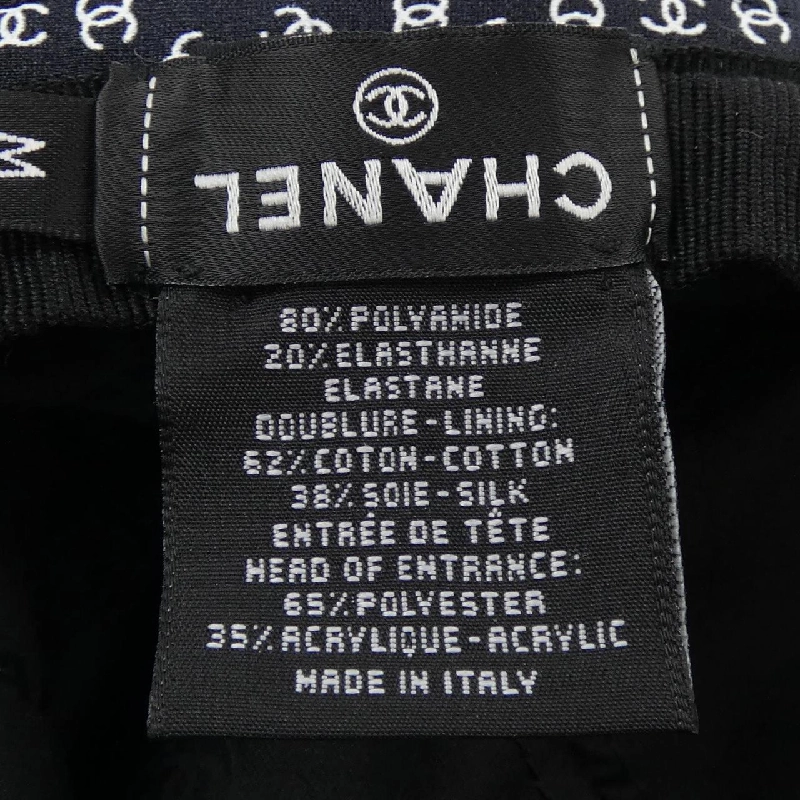 CHANEL
M
80% POLYAMIDE
20% ELASTHANNE
ELASTANE
DOUBLURE-LINING:
62% COTON-COTTON
38% SOIE-SILK
ENTRÉE DE TÊTE
HEAD OF ENTRANCE:
65% POLYESTER
35% ACRYLIQUE-ACRYLIC
MADE IN ITALY